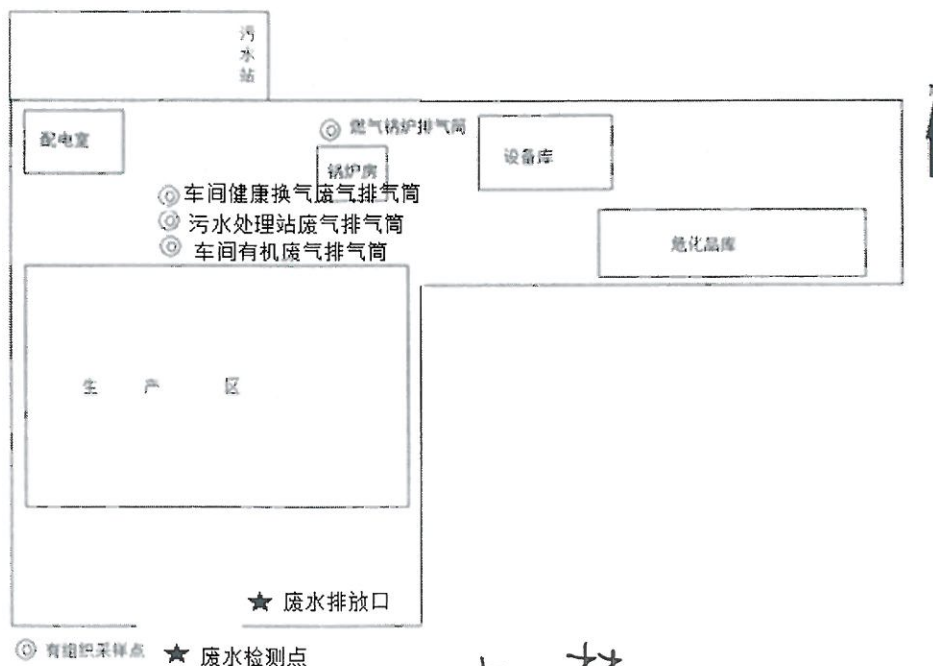 污水站
配电室
燃气锅炉排气筒
设备库
锅炉房
车间健康换气废气排气筒
污水处理站废气排气筒
车间有机废气排气筒
危化品库
生 产 区
废水排放口
有组织采样点 废水检测点